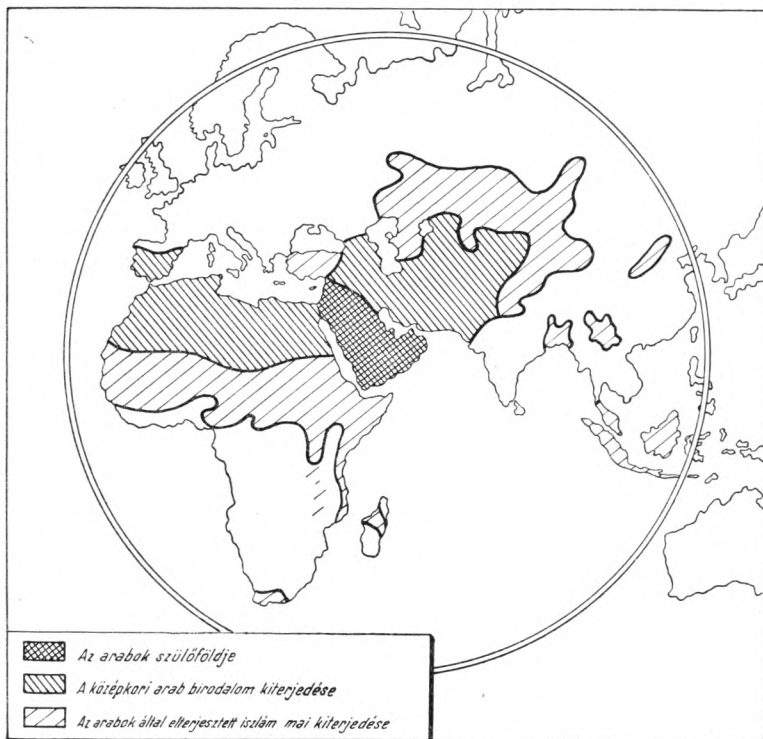 Az arabok szülőföldje
A középkori arab birodalom kiterjedése
Az arabok által elterjesztett iszlám mai kiterjedése